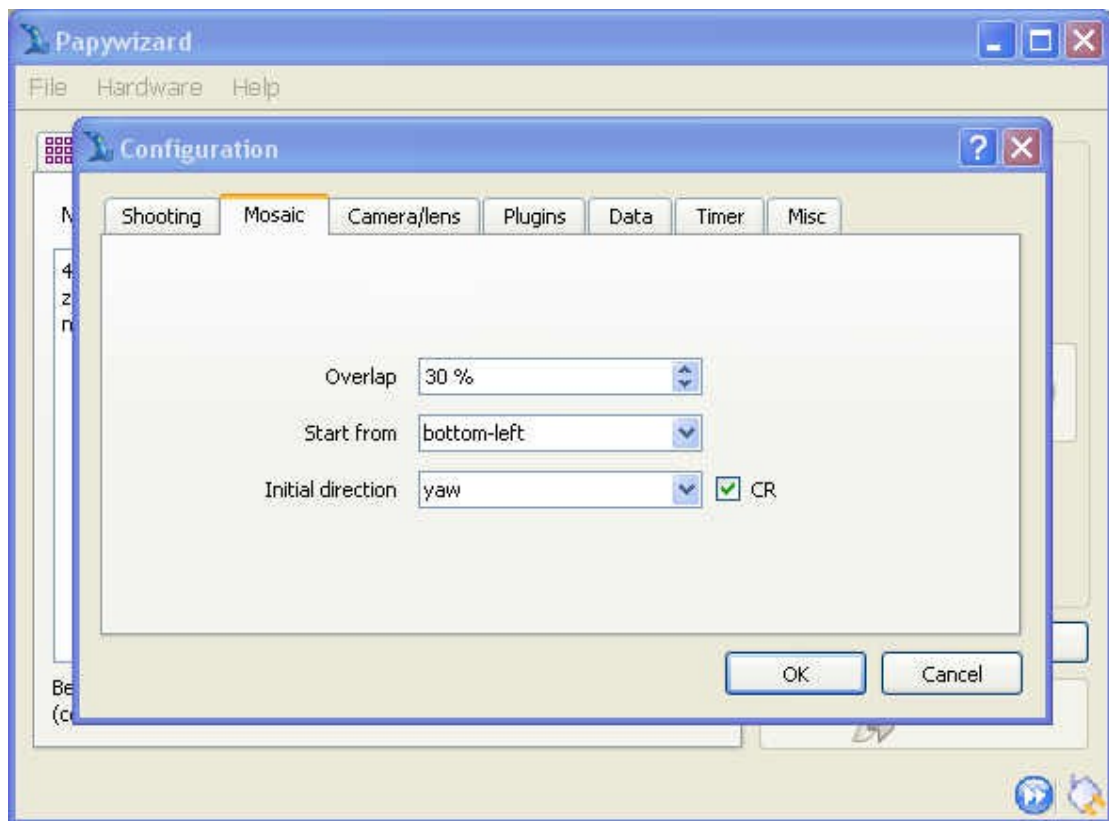 Papywizard
File Hardware Help
Configuration
Shooting Mosaic Camera/lens Plugins Data Timer Misc
Overlap 30 %
Start from bottom-left
Initial direction yaw CR
OK Cancel